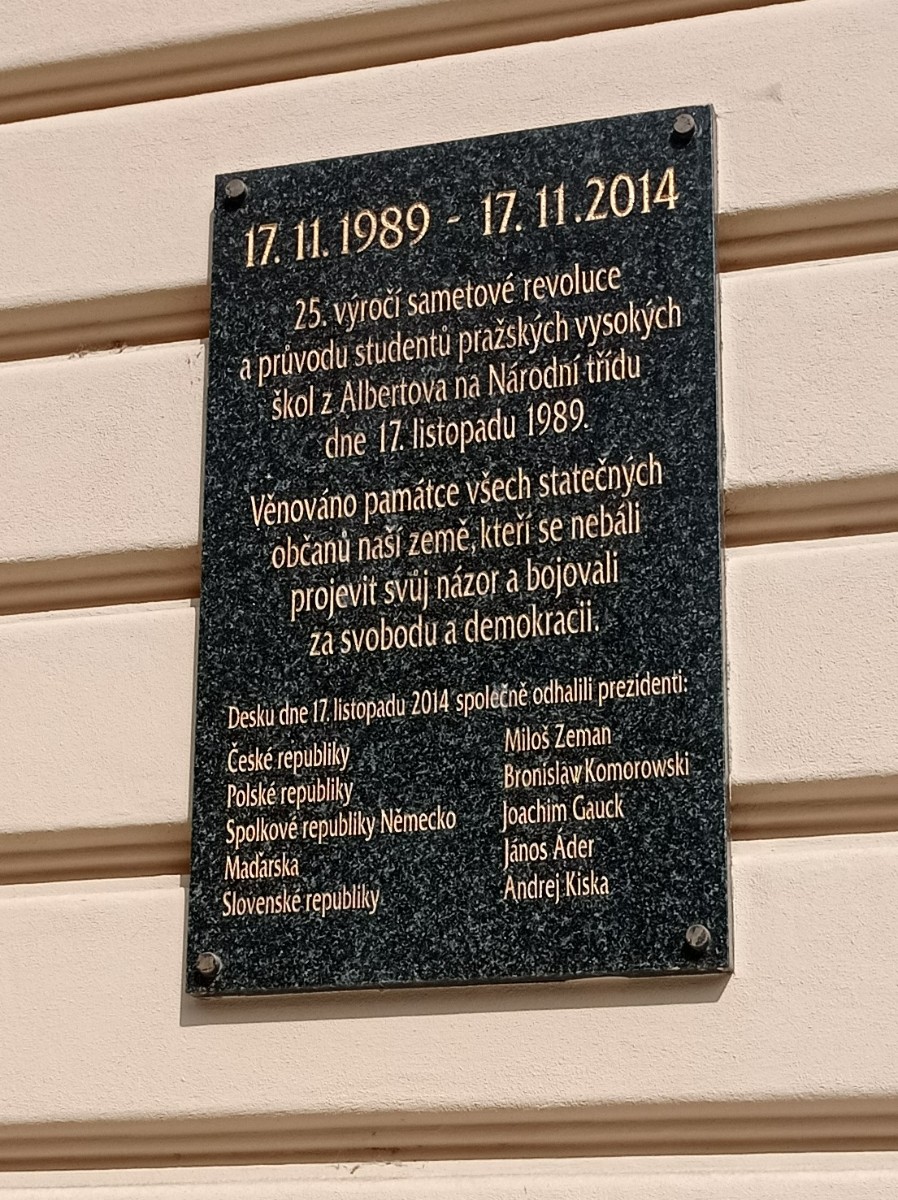 17. 11. 1989 - 17. 11. 2014
25. výročí sametové revoluce
a průvodu studentů pražských vysokých
škol z Albertova na Národní třídu
dne 17. listopadu 1989.
Věnováno památce všech statečných
občanů naší země, kteří se nebáli
projevit svůj názor a bojovali
za svobodu a demokracii.
Desku dne 17. listopadu 2014 společně odhalili prezidenti:
České republiky Miloš Zeman
Polské republiky Bronislaw Komorowski
Spolkové republiky Německo Joachim Gauck
Maďarska János Áder
Slovenské republiky Andrej Kiska